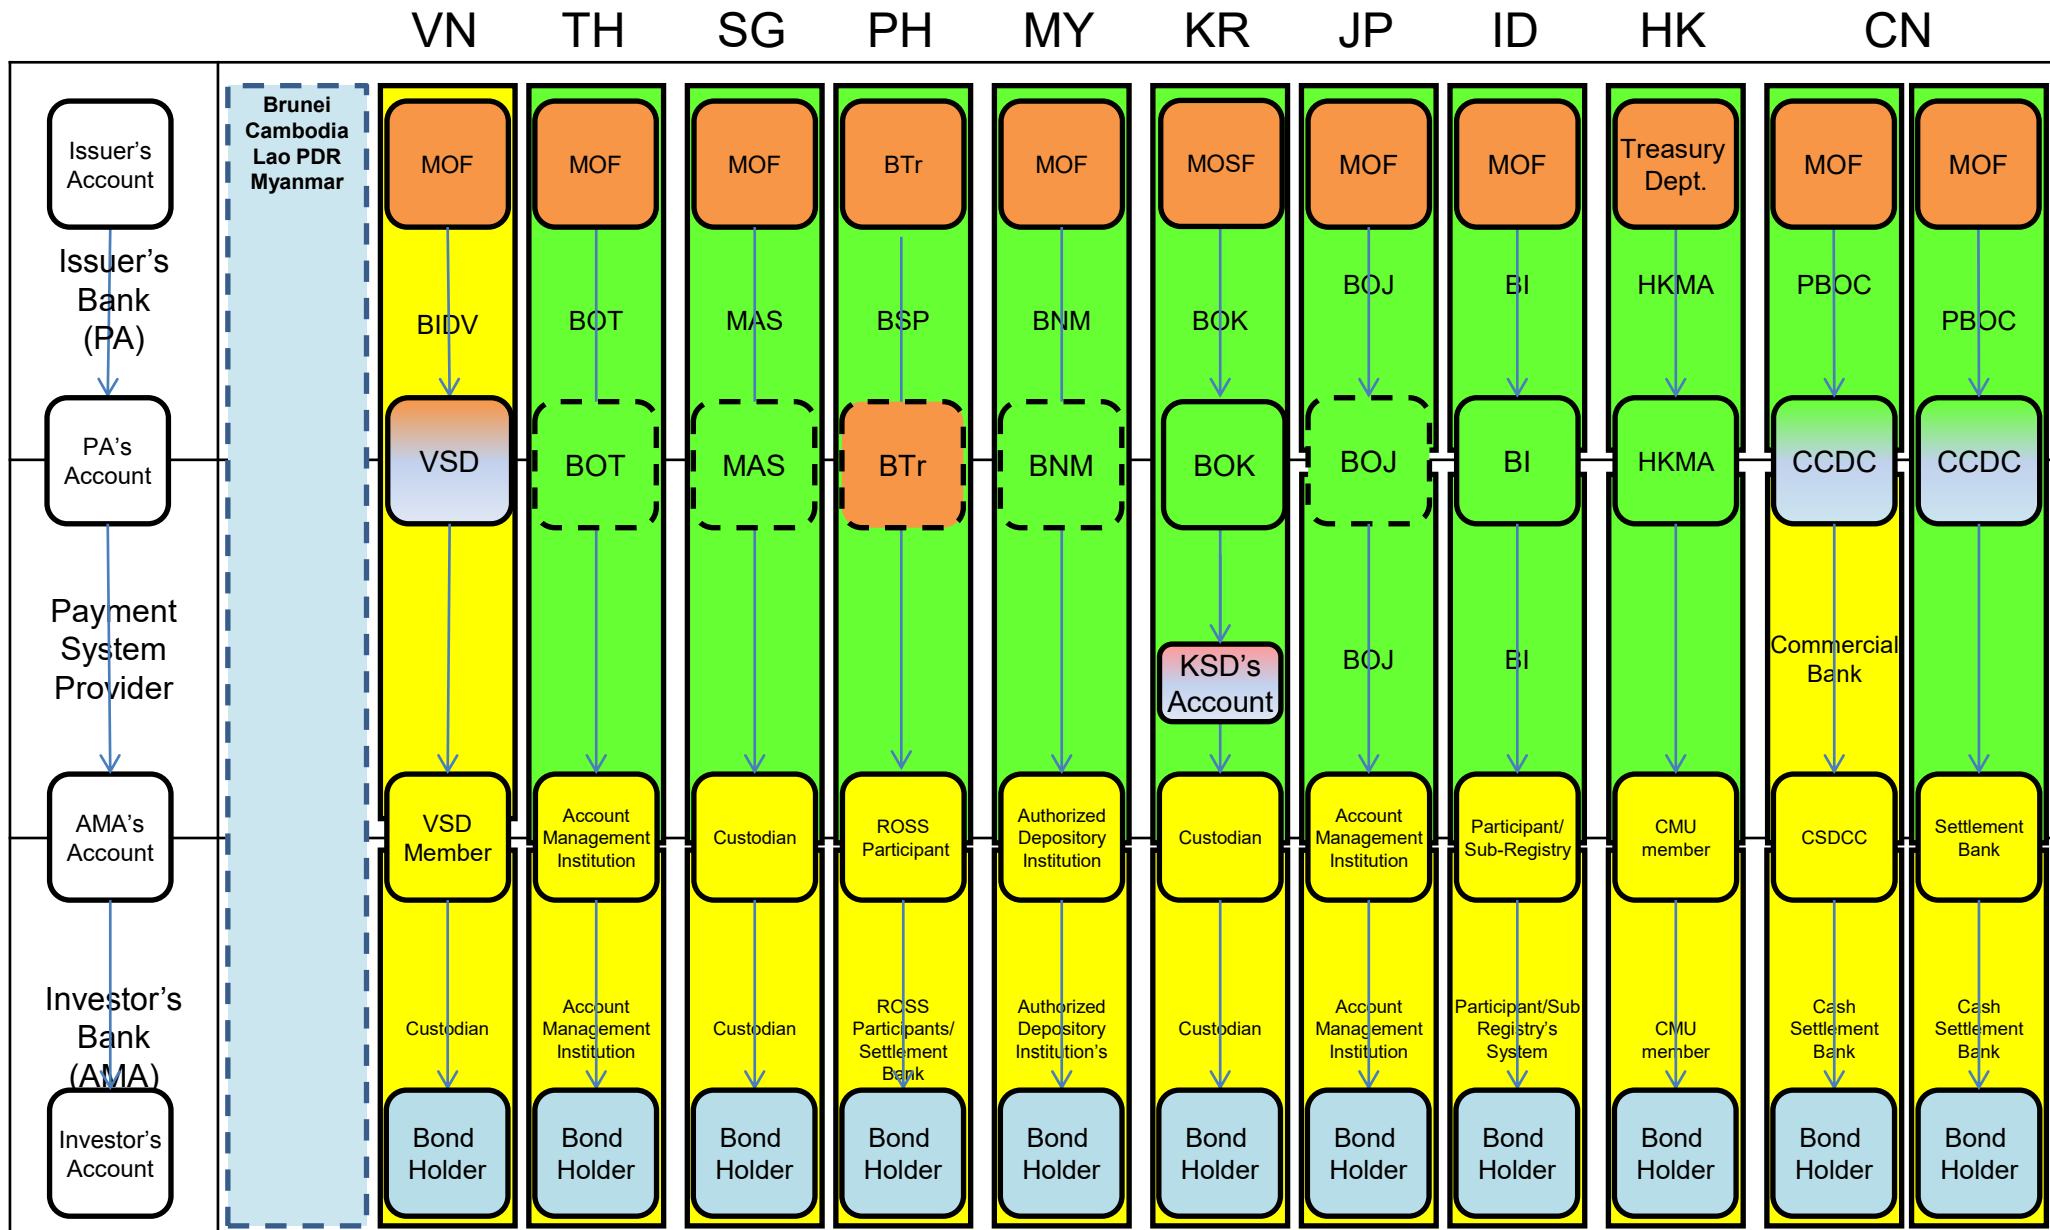 VN TH SG PH MY KR JP ID HK CN
Brunei
Cambodia
Lao PDR
Myanmar
Issuer's
Account
MOF
MOF
MOF
BTr
MOF
MOSF
MOF
MOF
Treasury
Dept.
MOF
MOF
Issuer's
Bank
(PA)
BIDV
BOT
MAS
BSP
BNM
BOK
BOJ
BI
HKMA
PBOC
PBOC
PA's
Account
VSD
BOT
MAS
BTr
BNM
BOK
BOJ
BI
HKMA
CCDC
CCDC
Payment
System
Provider
KSD's
Account
BOJ
BI
Commercial
Bank
AMA's
Account
VSD
Member
Account
Management
Institution
Custodian
ROSS
Participant
Authorized
Depository
Institution
Custodian
Account
Management
Institution
Participant/
Sub-Registry
CMU
member
CSDCC
Settlement
Bank
Investor's
Bank
(AMA)
Custodian
Account
Management
Institution
Custodian
ROSS
Participants/
Settlement
Bank
Authorized
Depository
Institution's
Custodian
Account
Management
Institution
Participant/Sub
Registry's
System
CMU
member
Cash
Settlement
Bank
Cash
Settlement
Bank
Investor's
Account
Bond
Holder
Bond
Holder
Bond
Holder
Bond
Holder
Bond
Holder
Bond
Holder
Bond
Holder
Bond
Holder
Bond
Holder
Bond
Holder
Bond
Holder